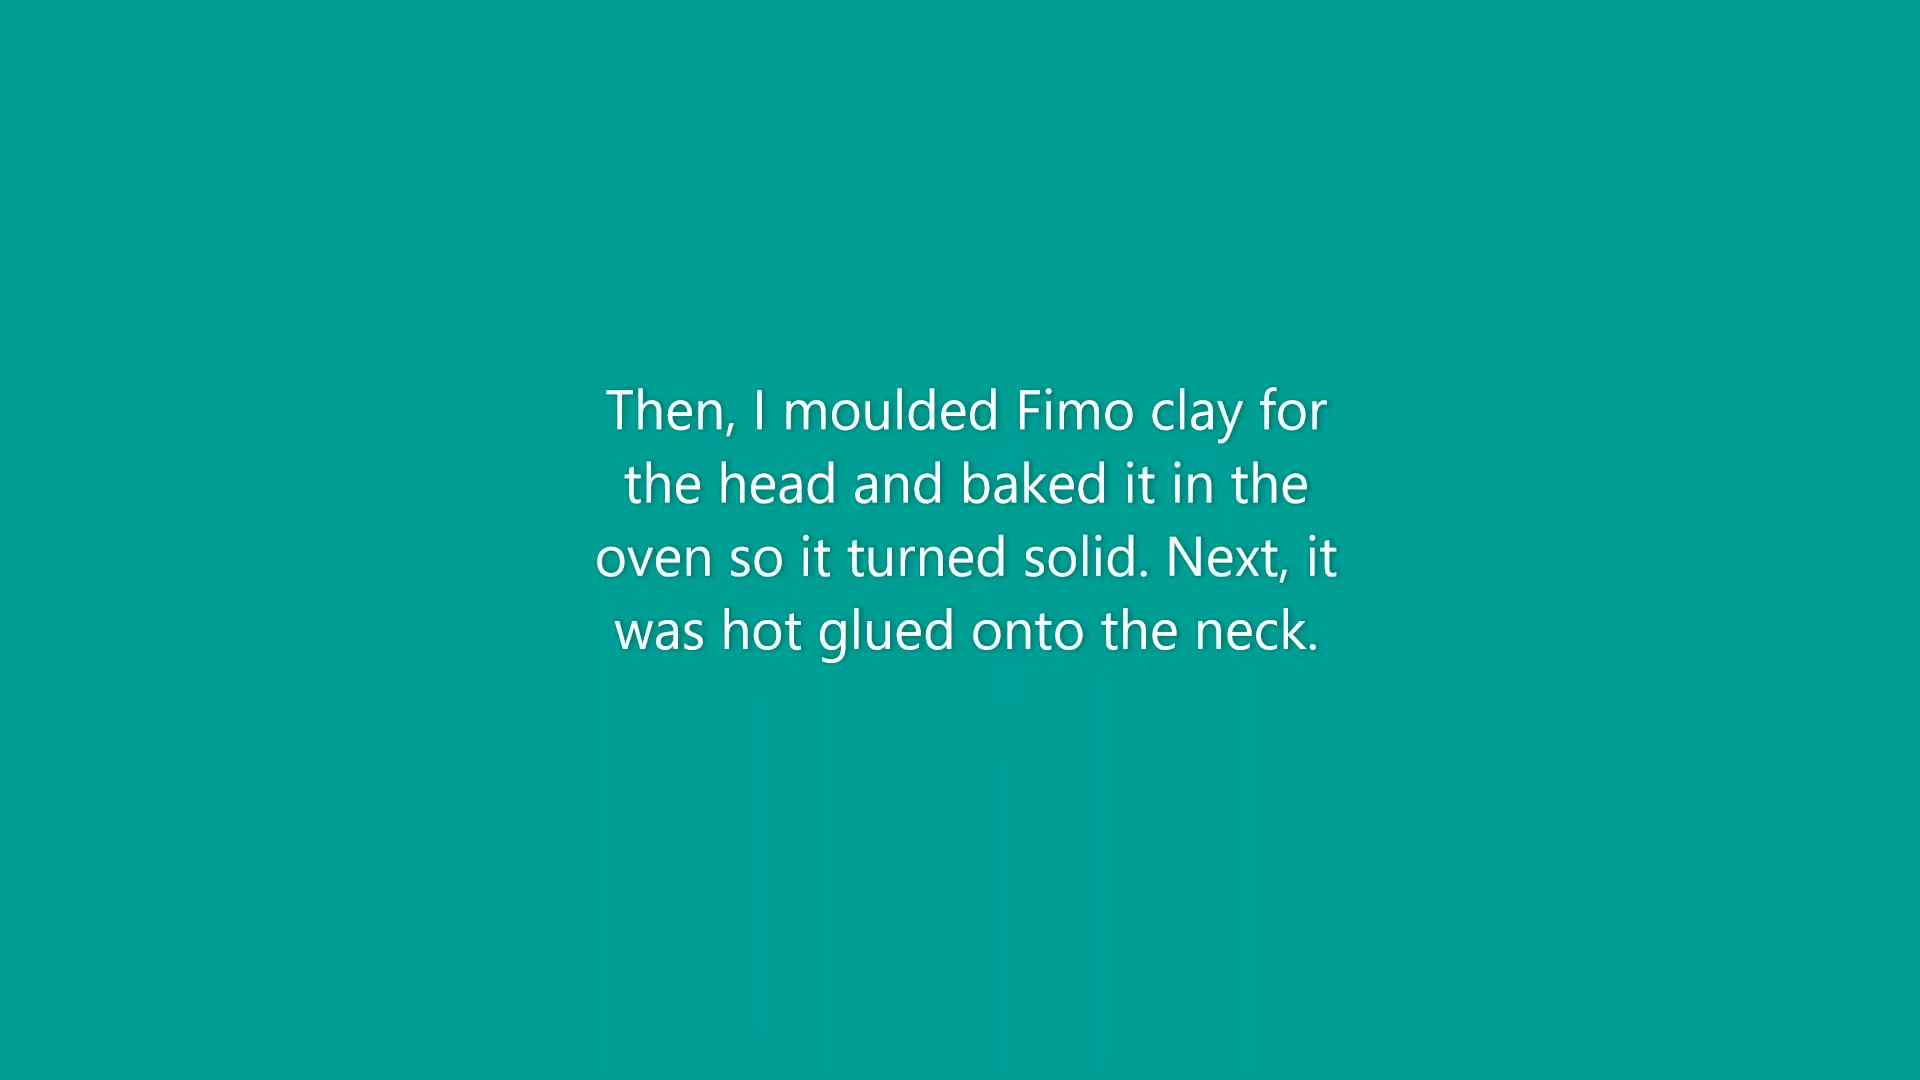 Then, I moulded Fimo clay for
the head and baked it in the
oven so it turned solid. Next, it
was hot glued onto the neck.